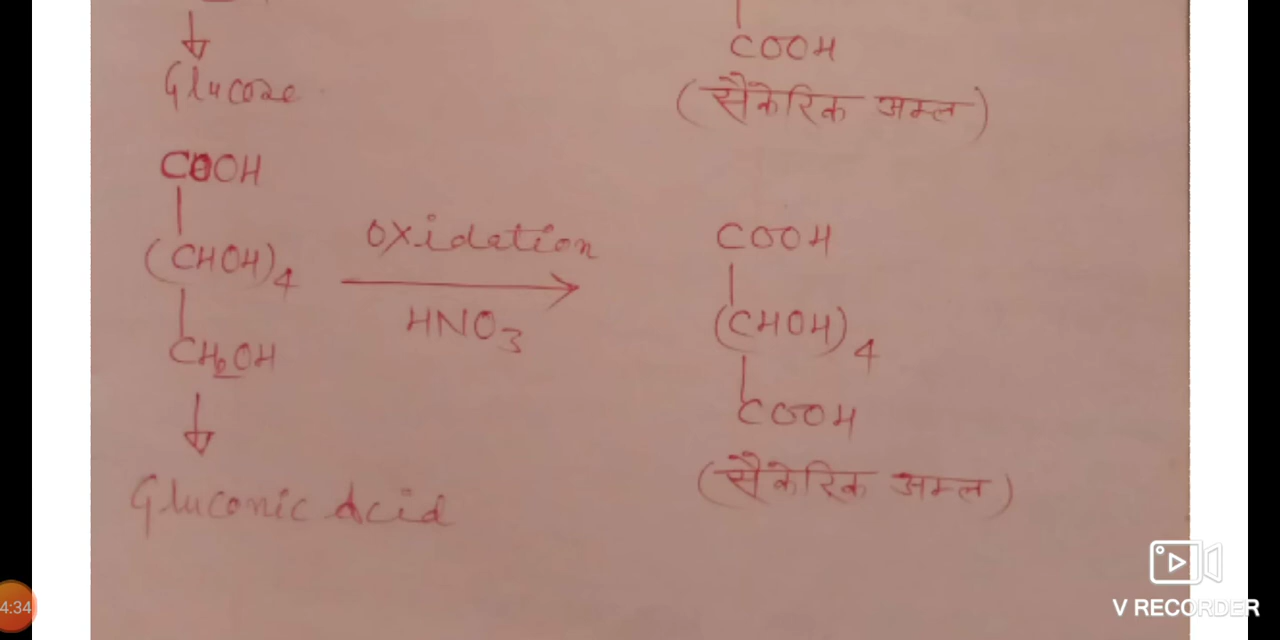 Glucose
COOH
(CHOH)4
CH2OH
Gluconic Acid
Oxidation
HNO3
COOH
(सैकेरिक अम्ल)
COOH
(CHOH)4
COOH
(सैकेरिक अम्ल)
4:34
V RECORDER